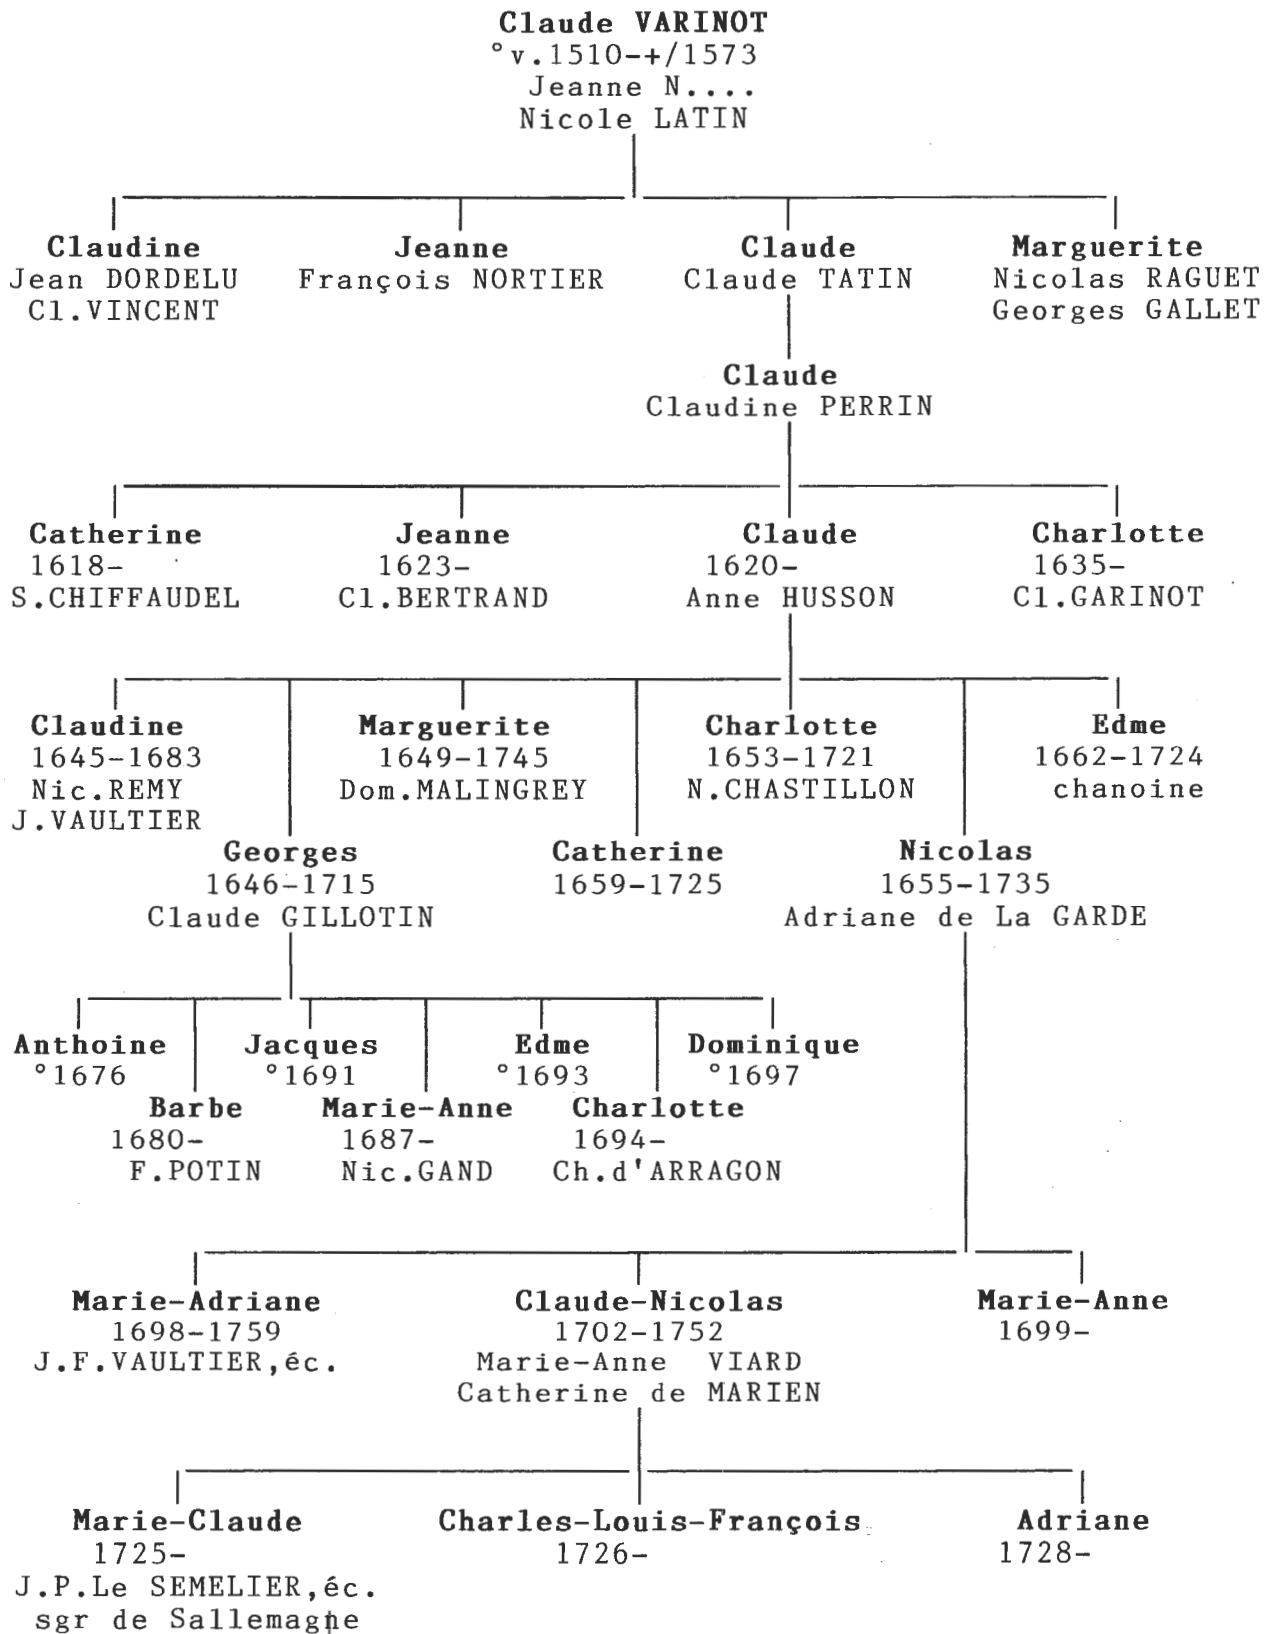 Claude VARINOT
°v.1510-+/1573
Jeanne N....
Nicole LATIN
Claudine Jeanne Claude Marguerite
Jean DORDELU François NORTIER Claude TATIN Nicolas RAGUET
Cl.VINCENT Georges GALLET
Claude
Claudine PERRIN
Catherine Jeanne Claude Charlotte
1618- 1623- 1620- 1635-
S.CHIFFAUDEL Cl.BERTRAND Anne HUSSON Cl.GARINOT
Claudine Marguerite Charlotte Edme
1645-1683 1649-1745 1653-1721 1662-1724
Nic.REMY Dom.MALINGREY N.CHASTILLON chanoine
J.VAULTIER
Georges Catherine Nicolas
1646-1715 1659-1725 1655-1735
Claude GILLOTIN Adriane de La GARDE
Anthoine Jacques Edme Dominique
°1676 °1691 °1693 °1697
Barbe Marie-Anne Charlotte
1680- 1687- 1694-
F.POTIN Nic.GAND Ch.d'ARRAGON
Marie-Adriane Claude-Nicolas Marie-Anne
1698-1759 1702-1752 1699-
J.F.VAULTIER,éc. Marie-Anne VIARD
Catherine de MARIEN
Marie-Claude Charles-Louis-François Adriane
1725- 1726- 1728-
J.P.Le SEMELIER,éc.
sgr de Sallemagne